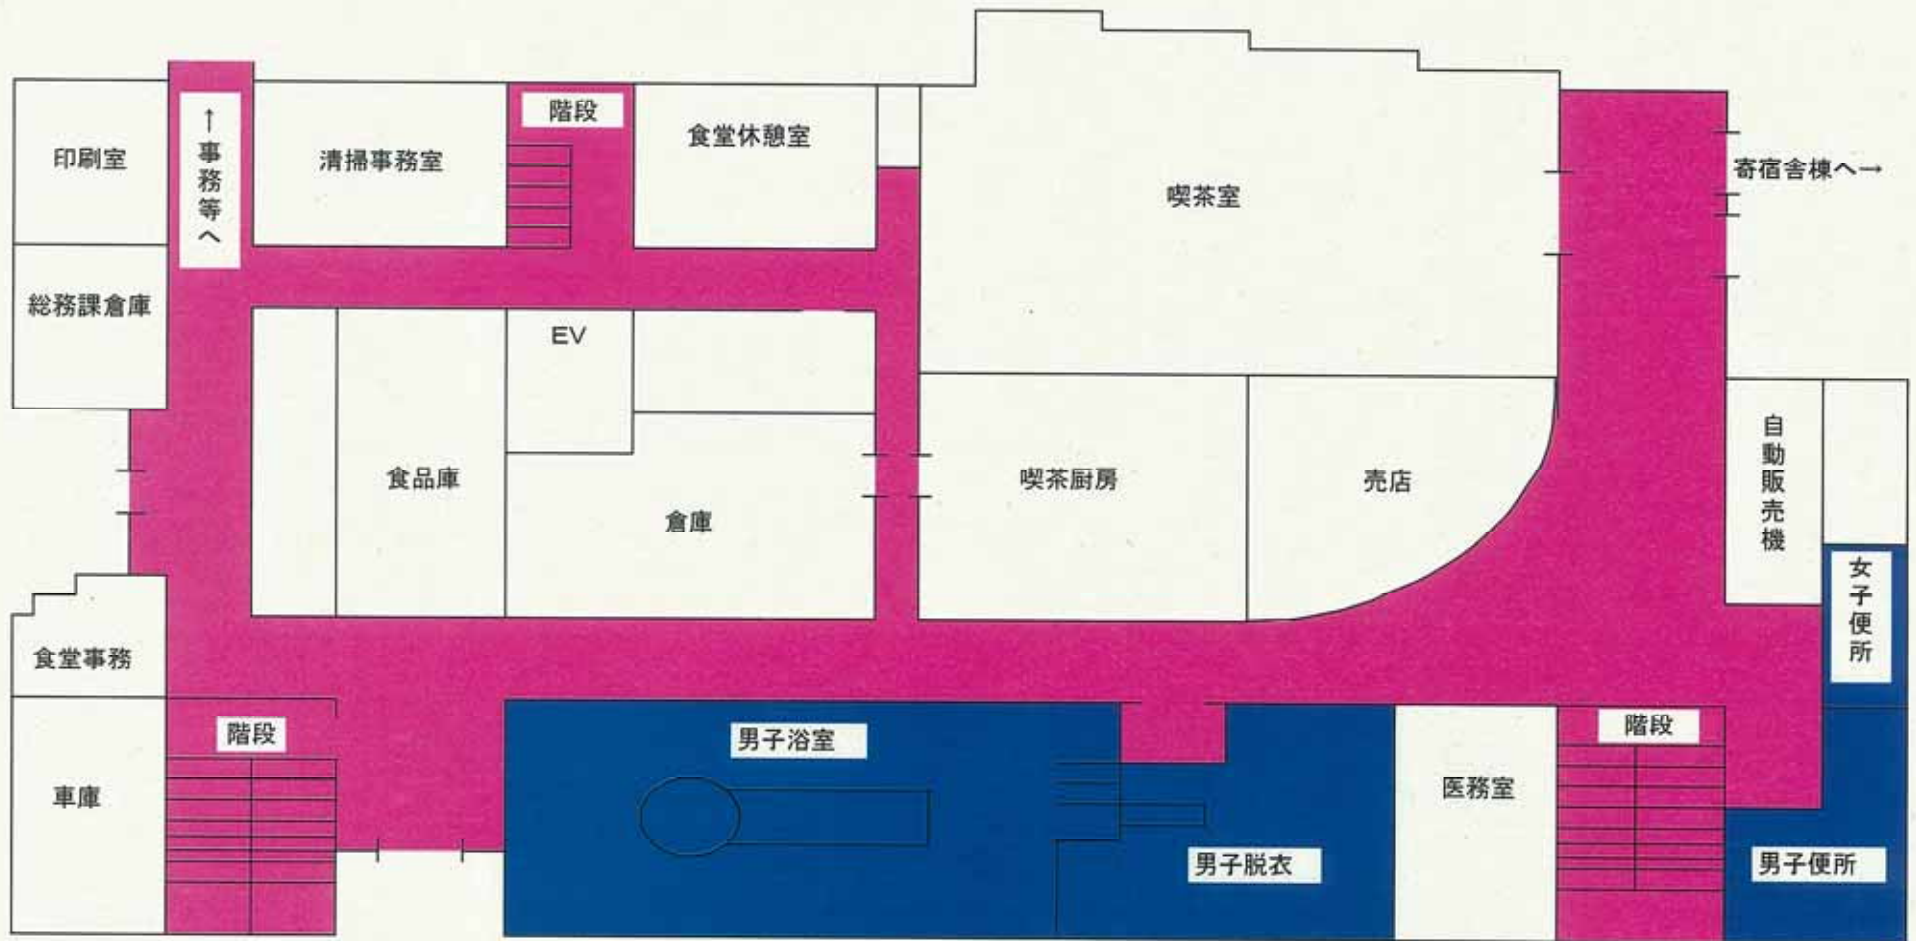 印刷室
↑事務等へ
清掃事務室
階段
食堂休憩室
喫茶室
寄宿舎棟へ→
総務課倉庫
EV
食品庫
倉庫
喫茶厨房
売店
自動販売機
女子便所
食堂事務
階段
男子浴室
階段
車庫
医務室
男子脱衣
男子便所